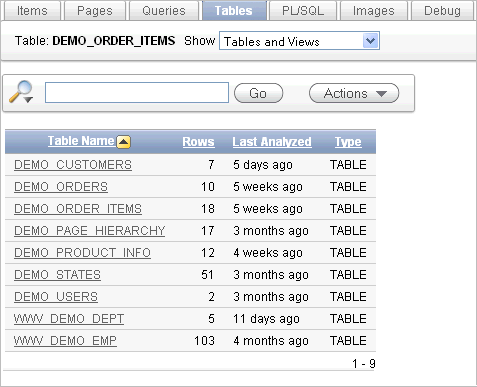 Items Pages Queries Tables PL/SQL Images Debug
Table: DEMO_ORDER_ITEMS Show Tables and Views
Go Actions
Table Name Rows Last Analyzed Type
DEMO_CUSTOMERS 7 5 days ago TABLE
DEMO_ORDERS 10 5 weeks ago TABLE
DEMO_ORDER_ITEMS 18 5 weeks ago TABLE
DEMO_PAGE_HIERARCHY 17 3 months ago TABLE
DEMO_PRODUCT_INFO 12 4 weeks ago TABLE
DEMO_STATES 51 3 months ago TABLE
DEMO_USERS 2 3 months ago TABLE
WWV_DEMO_DEPT 5 11 days ago TABLE
WWV_DEMO_EMP 103 4 months ago TABLE
1 - 9